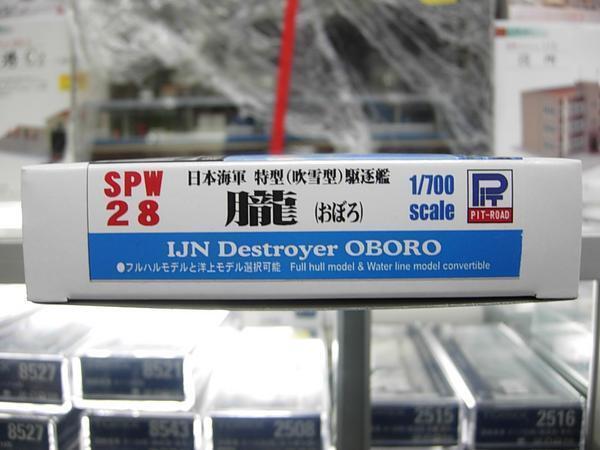 SPW
28
日本海軍 特型(吹雪型)駆逐艦
朧 (おぼろ)
1/700
scale
PIT
PIT-ROAD
IJN Destroyer OBORO
●フルハルモデルと洋上モデル選択可能 Full hull model & Water line model convertible
8527
8521
8527
8543
2508
2515
2516